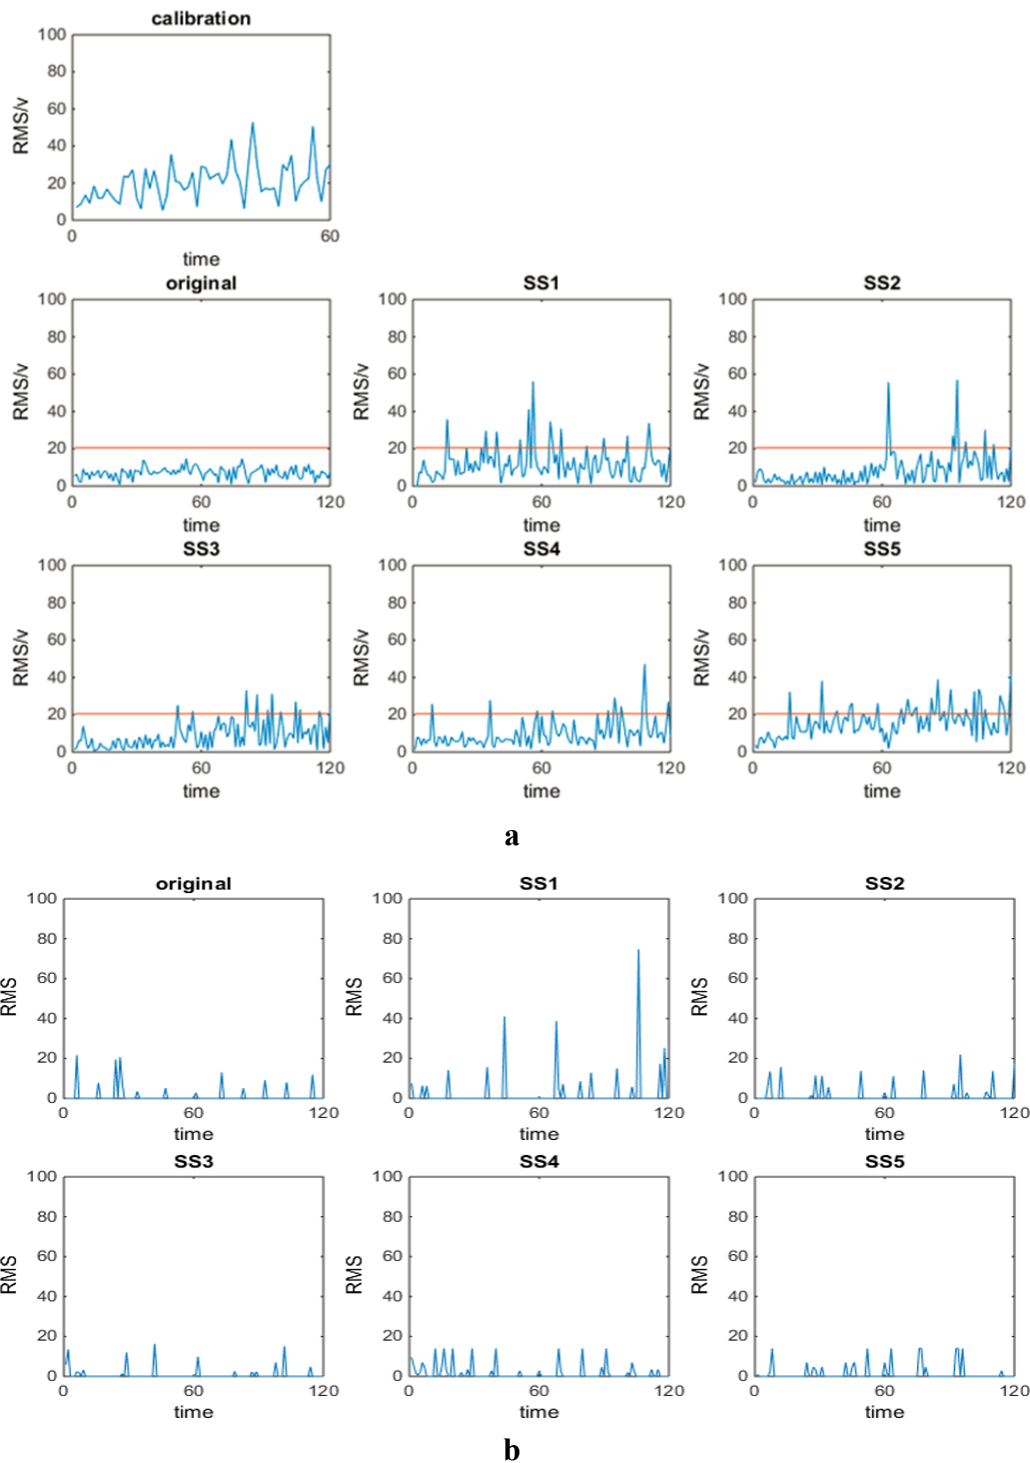 calibration
100
80
60
40
20
0
RMS/v
0 60
time
original SS1 SS2
100 100 100
80 80 80
60 60 60
40 40 40
20 20 20
0 0 0
RMS/v RMS/v RMS/v
0 60 120 0 60 120 0 60 120
time time time
SS3 SS4 SS5
100 100 100
80 80 80
60 60 60
40 40 40
20 20 20
0 0 0
RMS/v RMS/v RMS/v
0 60 120 0 60 120 0 60 120
time time time
a
original SS1 SS2
100 100 100
80 80 80
60 60 60
40 40 40
20 20 20
0 0 0
RMS RMS RMS
0 60 120 0 60 120 0 60 120
time time time
SS3 SS4 SS5
100 100 100
80 80 80
60 60 60
40 40 40
20 20 20
0 0 0
RMS RMS RMS
0 60 120 0 60 120 0 60 120
time time time
b